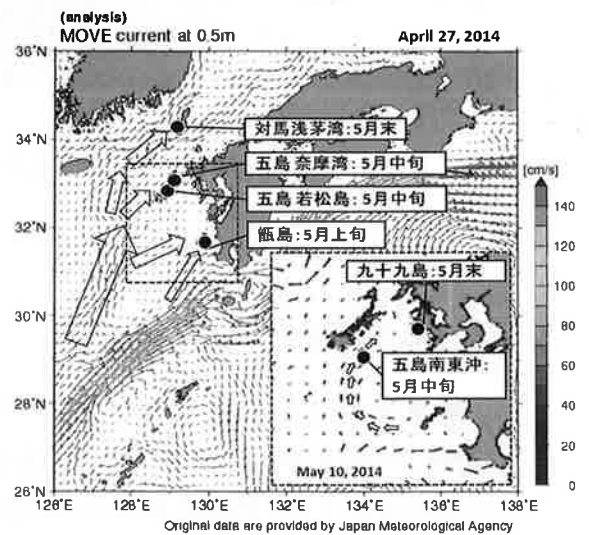 (analysis)
MOVE current at 0.5m
April 27, 2014
36°N
34°N
32°N
30°N
28°N
26°N
128°E
128°E
130°E
132°E
134°E
136°E
138°E
対馬浅茅湾:5月末
五島 奈摩湾:5月中旬
五島 若松島:5月中旬
甑島:5月上旬
九十九島:5月末
五島南東沖:
5月中旬
May 10, 2014
[cm/s]
140
120
100
80
60
40
20
0
Original data are provided by Japan Meteorological Agency